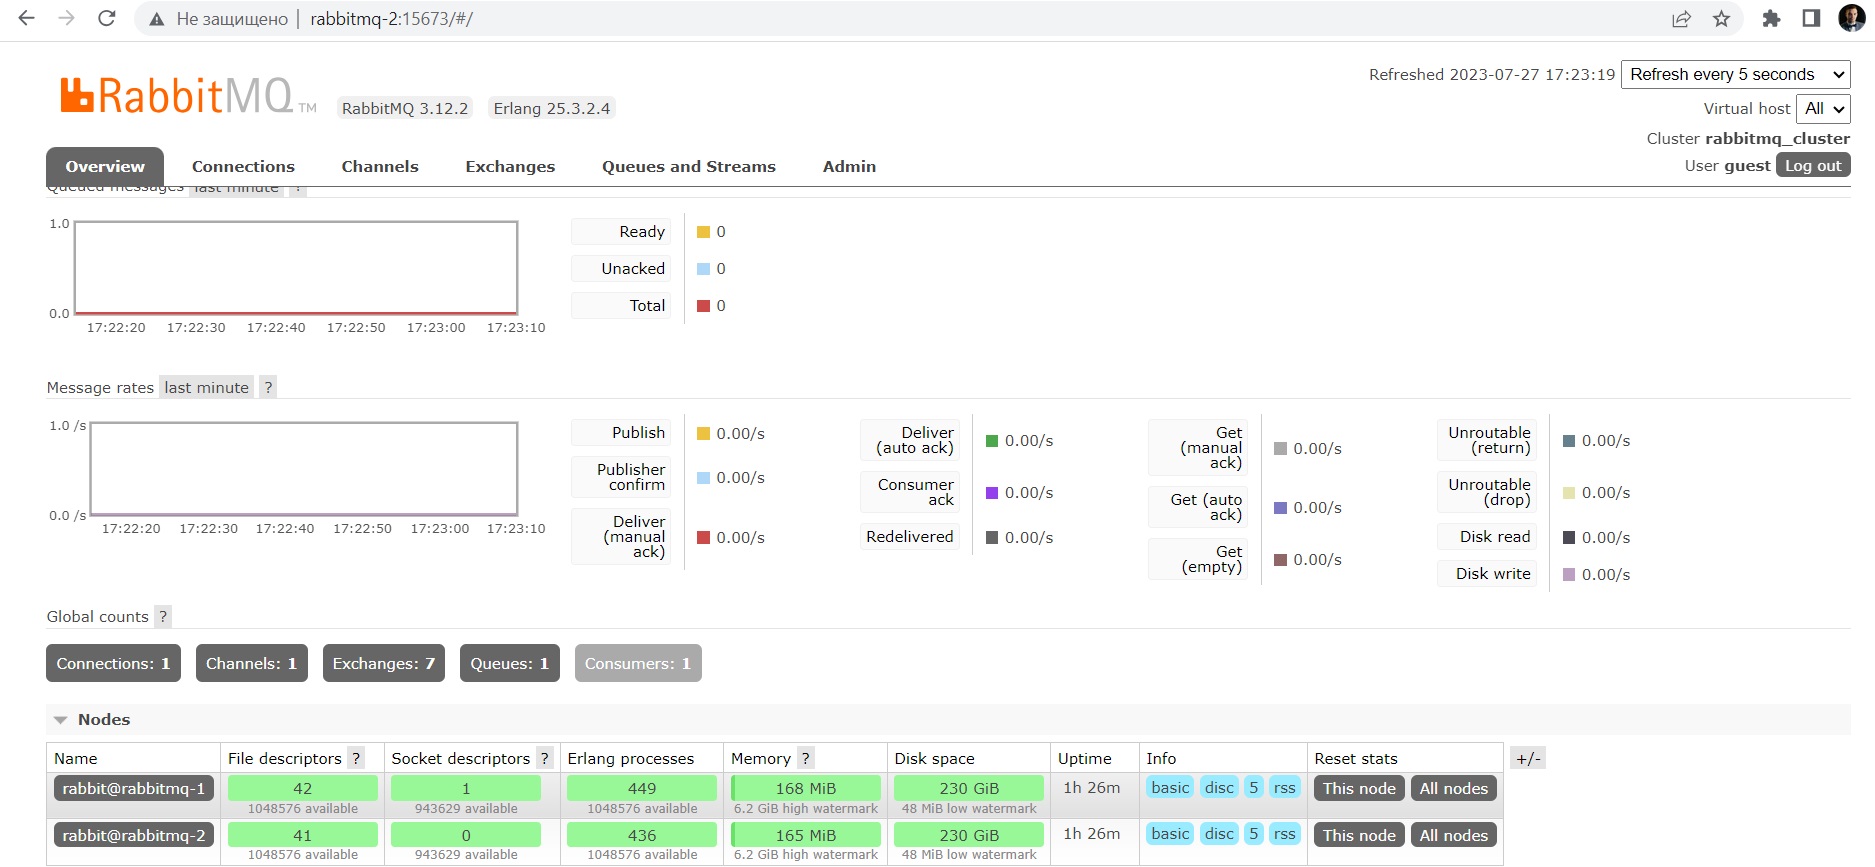 Не защищено | rabbitmq-2:15673/#/
Refreshed 2023-07-27 17:23:19 Refresh every 5 seconds
RabbitMQ TM RabbitMQ 3.12.2 Erlang 25.3.2.4
Virtual host All
Cluster rabbitmq_cluster
User guest Log out
Overview Connections Channels Exchanges Queues and Streams Admin
Queued messages last minute ?
1.0
0.0
17:22:20 17:22:30 17:22:40 17:22:50 17:23:00 17:23:10
Ready 0
Unacked 0
Total 0
Message rates last minute ?
1.0 /s
0.0 /s
17:22:20 17:22:30 17:22:40 17:22:50 17:23:00 17:23:10
Publish 0.00/s
Publisher
confirm 0.00/s
Deliver
(manual
ack) 0.00/s
Deliver
(auto ack) 0.00/s
Consumer
ack 0.00/s
Redelivered 0.00/s
Get
(manual
ack) 0.00/s
Get (auto
ack) 0.00/s
Get
(empty) 0.00/s
Unroutable
(return) 0.00/s
Unroutable
(drop) 0.00/s
Disk read 0.00/s
Disk write 0.00/s
Global counts ?
Connections: 1 Channels: 1 Exchanges: 7 Queues: 1 Consumers: 1
Nodes
Name File descriptors ? Socket descriptors ? Erlang processes Memory ? Disk space Uptime Info Reset stats +/-
rabbit@rabbitmq-1 42 1 449 168 MiB 230 GiB 1h 26m basic disc 5 rss This node All nodes
1048576 available 943629 available 1048576 available 6.2 GiB high watermark 48 MiB low watermark
rabbit@rabbitmq-2 41 0 436 165 MiB 230 GiB 1h 26m basic disc 5 rss This node All nodes
1048576 available 943629 available 1048576 available 6.2 GiB high watermark 48 MiB low watermark